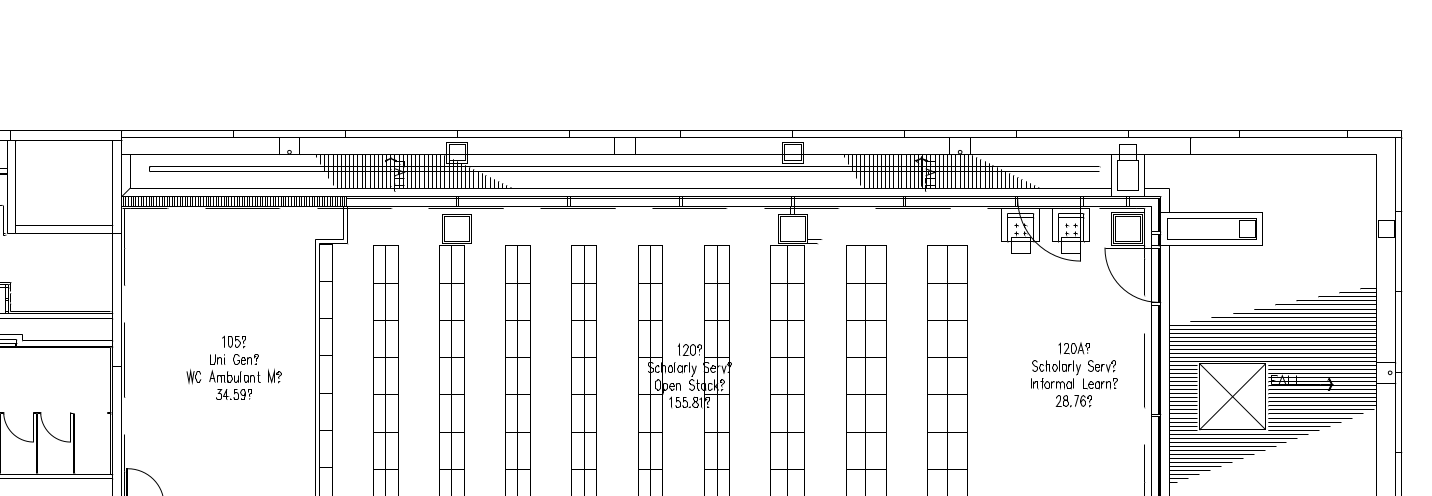 105?
Uni Gen?
WC Ambulant M?
34.59?
120?
Scholarly Serv?
Open Stack?
155.81?
120A?
Scholarly Serv?
Informal Learn?
28.76?
FALL